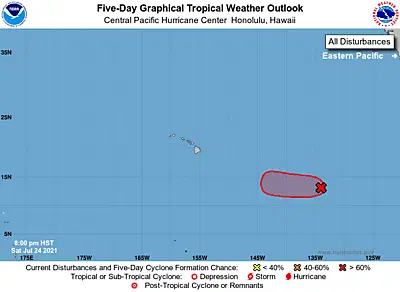 Five-Day Graphical Tropical Weather Outlook
Central Pacific Hurricane Center Honolulu, Hawaii
All Disturbances
Eastern Pacific
35N
25N
15N
5N
8:00 pm HST
Sat Jul 24 2021
175E 175W 165W 155W 145W 135W 125W
Current Disturbances and Five-Day Cyclone Formation Chance: < 40% 40-60% > 60%
Tropical or Sub-Tropical Cyclone: Depression Storm Hurricane
Post-Tropical Cyclone or Remnants